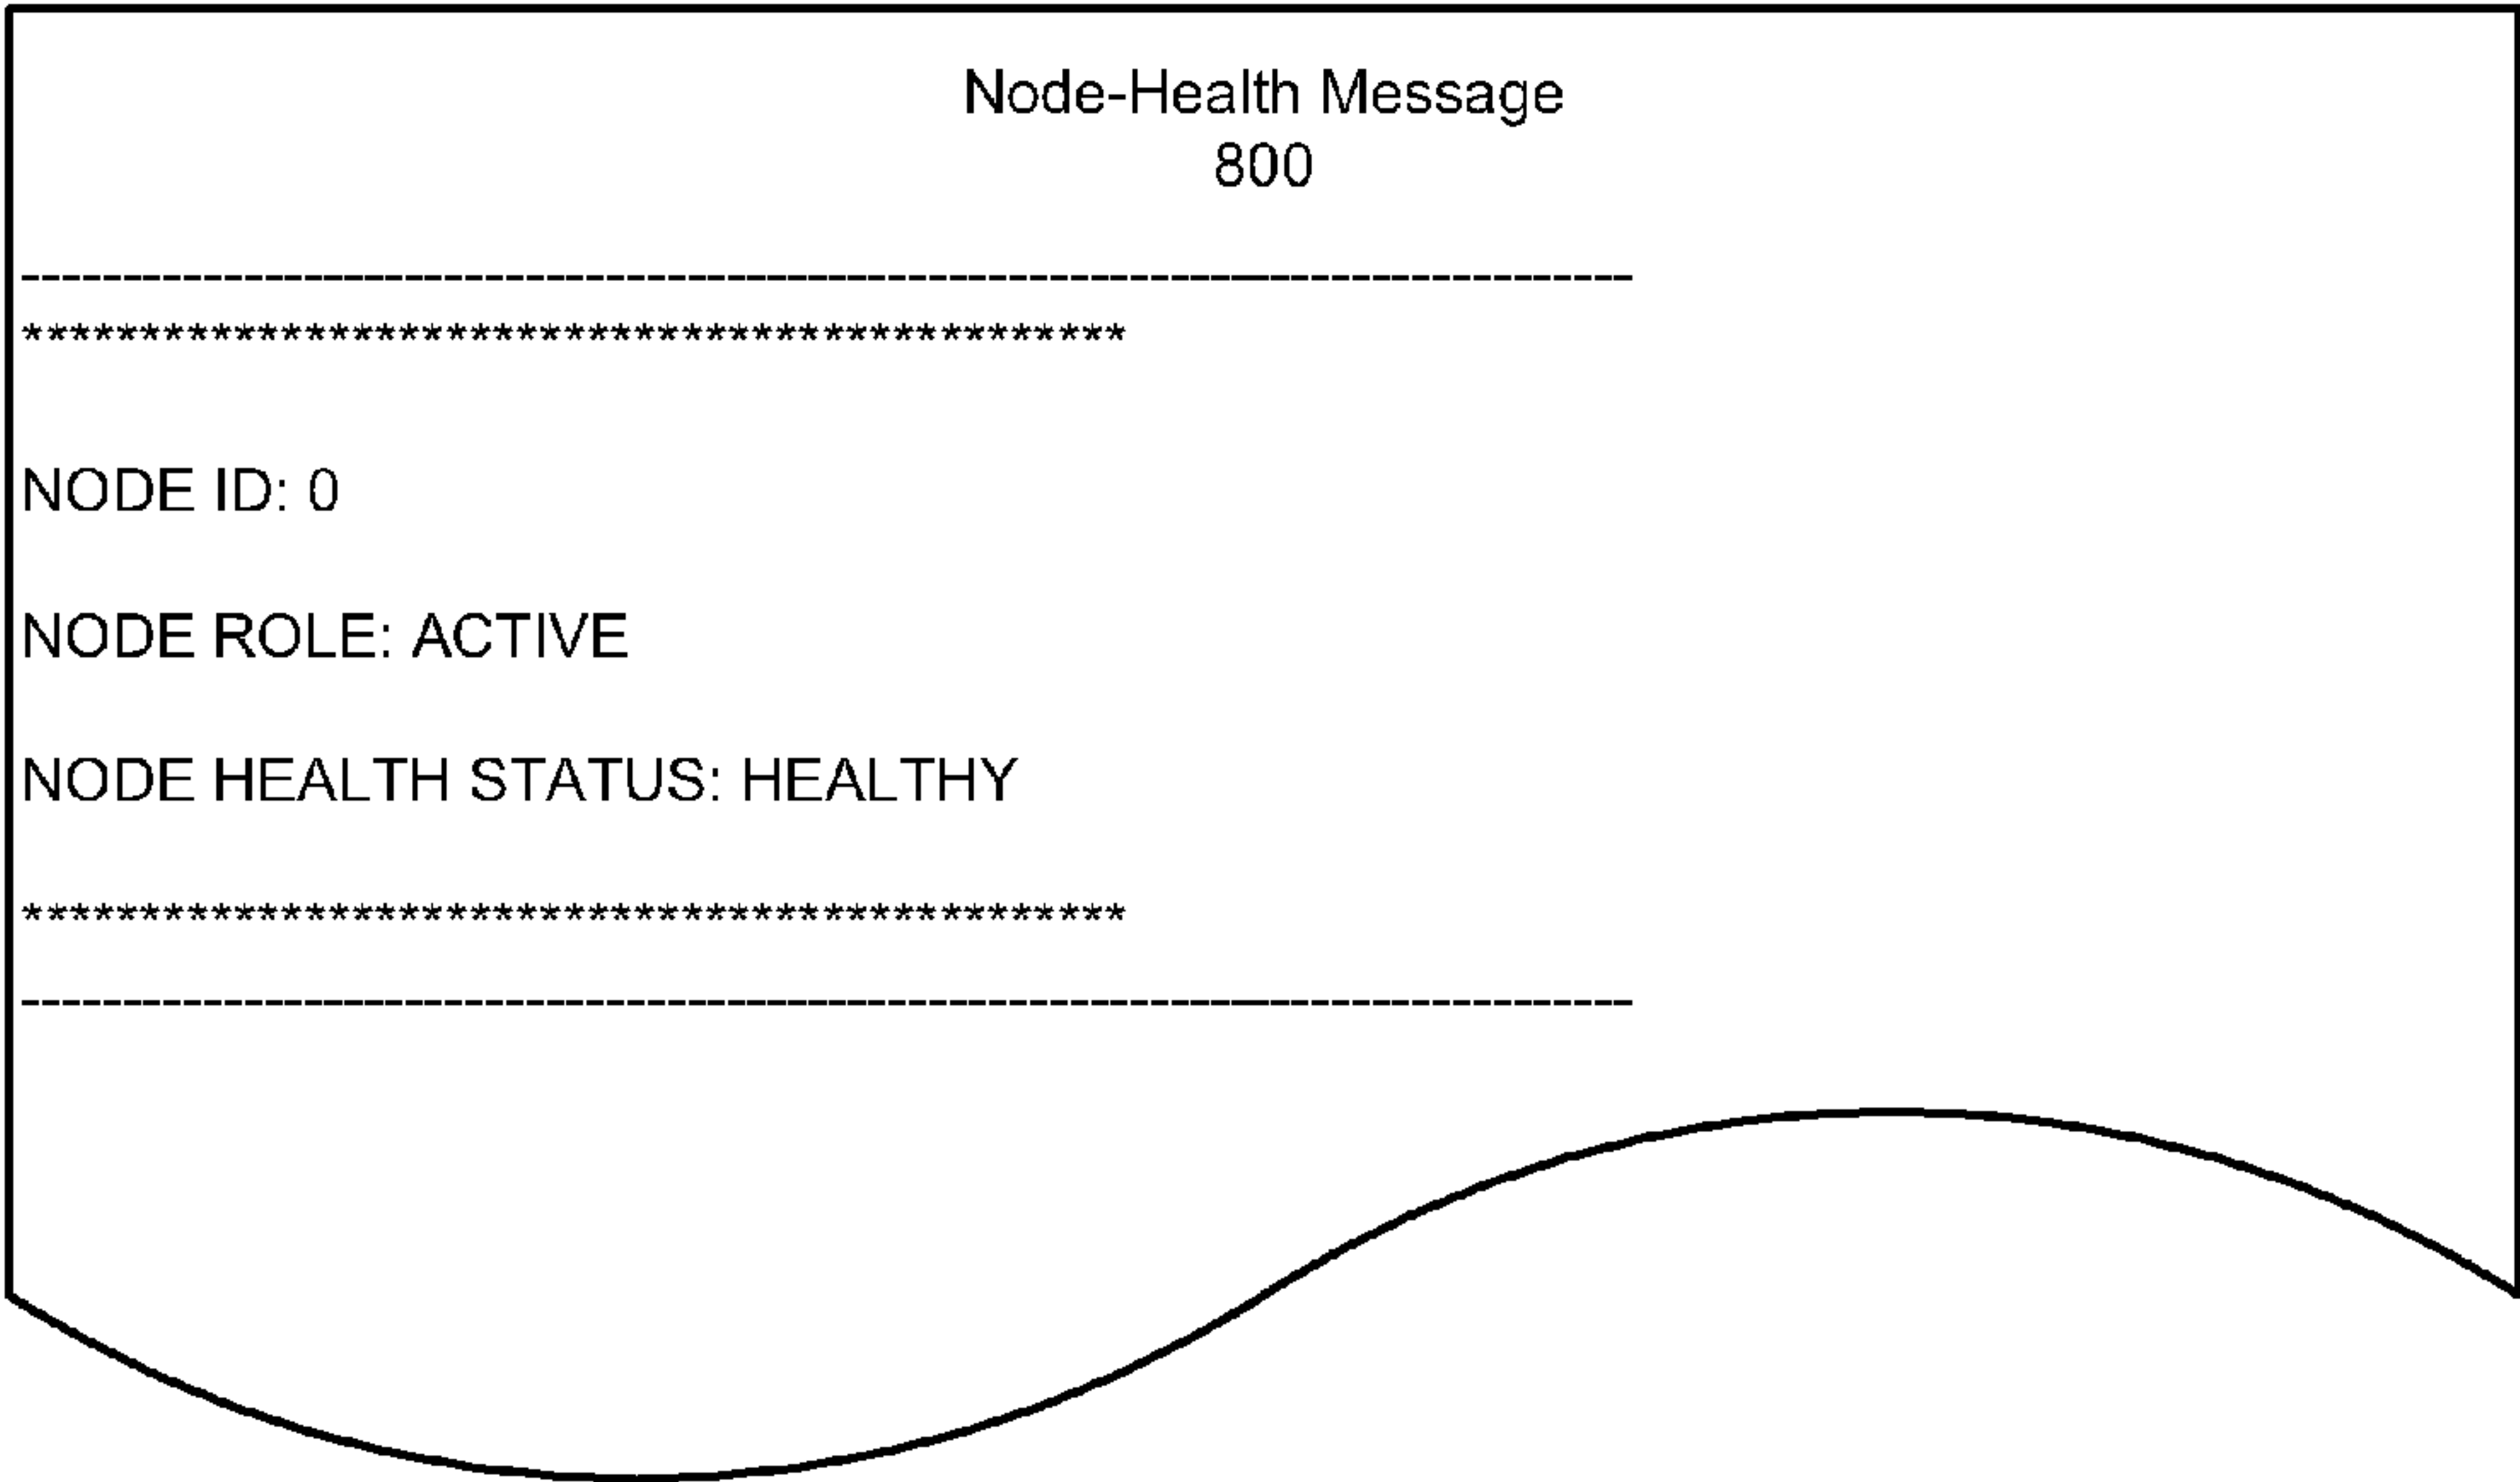 Node-Health Message
800
--------------------------------------------------------------------------------
***********************************************
NODE ID: 0
NODE ROLE: ACTIVE
NODE HEALTH STATUS: HEALTHY
***********************************************
--------------------------------------------------------------------------------